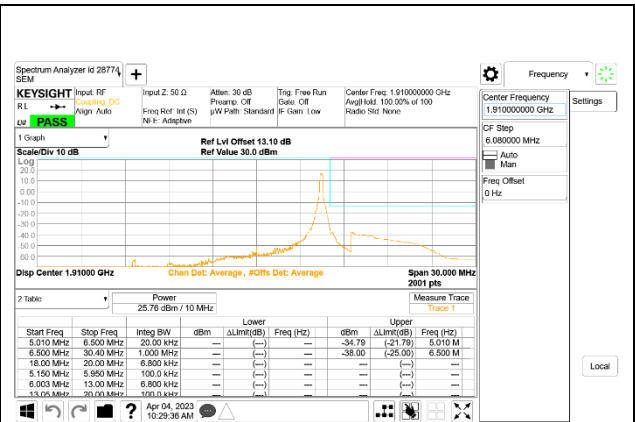 Spectrum Analyzer id 28774
SEM
Frequency
KEYSIGHT
Input: RF
Input Z: 50 Ω
Atten: 30 dB
Trig: Free Run
Center Freq: 1.910000000 GHz
R L
Coupling: DC
Preamp: Off
Gate: Off
Avg|Hold: 100.00% of 100
Align: Auto
Freq Ref: Int (S)
µW Path: Standard
IF Gain: Low
Radio Std: None
PASS
NFE: Adaptive
Center Frequency
1.910000000 GHz
Settings
CF Step
6.080000 MHz
Auto
Man
Freq Offset
0 Hz
1 Graph
Ref Lvl Offset 13.10 dB
Scale/Div 10 dB
Ref Value 30.0 dBm
Log
20.0
10.0
0.00
-10.0
-20.0
-30.0
-40.0
-50.0
-60.0
Disp Center 1.91000 GHz
Chan Det: Average, #Offs Det: Average
Span 30.000 MHz
2001 pts
2 Table
Power
Measure Trace
25.76 dBm / 10 MHz
Trace 1
Lower
Upper
Start Freq Stop Freq Integ BW dBm ΔLimit(dB) Freq (Hz) dBm ΔLimit(dB) Freq (Hz)
5.010 MHz 6.500 MHz 20.00 kHz --- (---) --- -34.79 (-21.79) 5.010 M
6.500 MHz 30.40 MHz 1.000 MHz --- (---) --- -38.00 (-25.00) 6.500 M
18.00 MHz 20.00 MHz 6.800 kHz --- (---) --- --- (---) ---
5.150 MHz 5.950 MHz 100.0 kHz --- (---) --- --- (---) ---
6.003 MHz 13.00 MHz 6.800 kHz --- (---) --- --- (---) ---
13.05 MHz 20.00 MHz 100.0 kHz --- (---) --- --- (---) ---
Local
Apr 04, 2023
10:29:36 AM